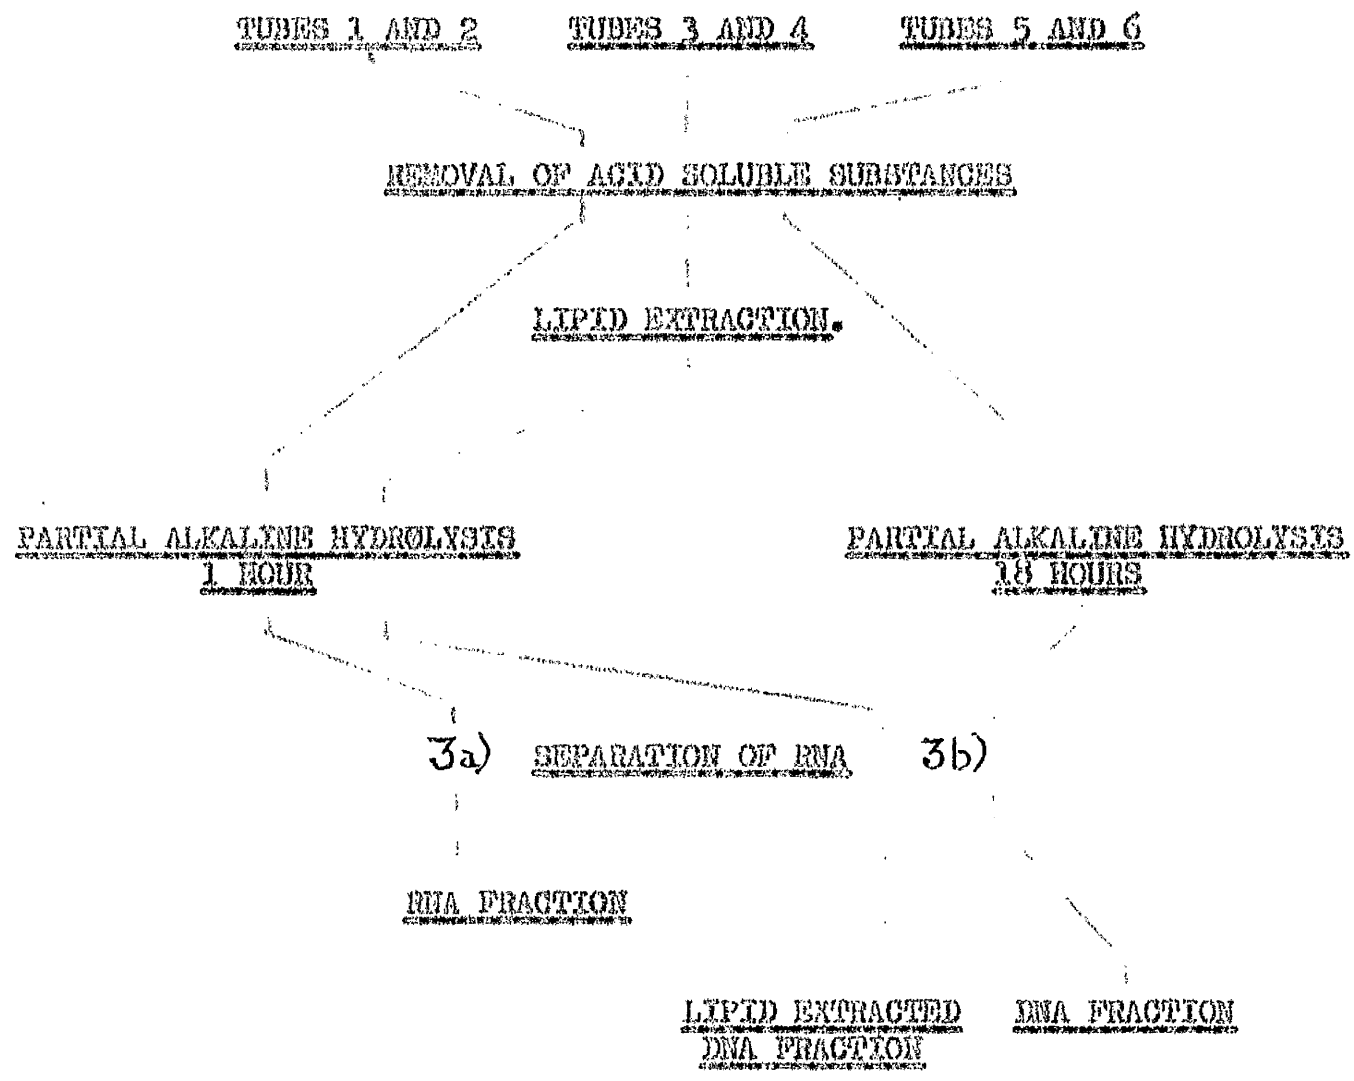 TUBES 1 AND 2 TUBES 3 AND 4 TUBES 5 AND 6
REMOVAL OF ACID SOLUBLE SUBSTANCES
LIPID EXTRACTION.
PARTIAL ALKALINE HYDROLYSIS PARTIAL ALKALINE HYDROLYSIS
1 HOUR 18 HOURS
3a) SEPARATION OF RNA 3b)
RNA FRACTION
LIPID EXTRACTED DNA FRACTION
DNA FRACTION